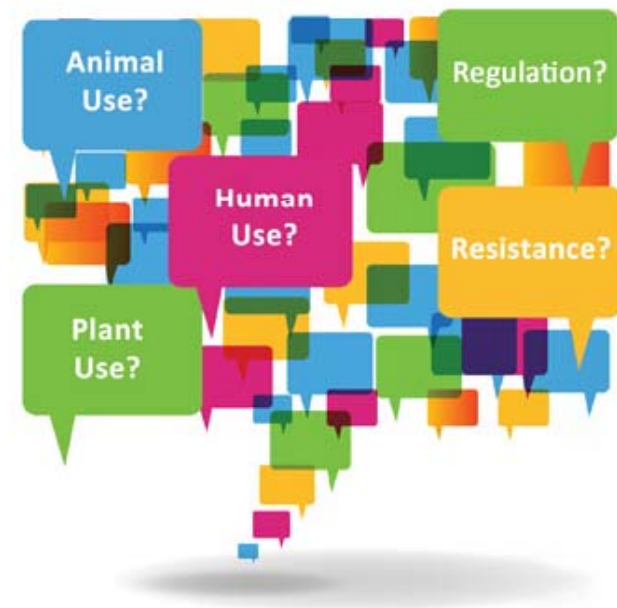 Animal
Use?
Regulation?
Human
Use?
Resistance?
Plant
Use?